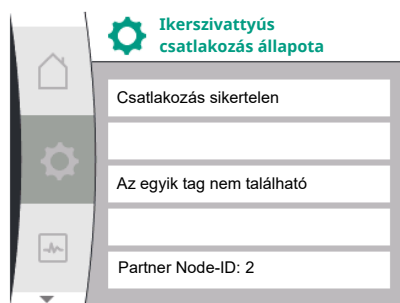 Ikerszivattyús
csatlakozás állapota
Csatlakozás sikertelen
Az egyik tag nem található
Partner Node-ID: 2